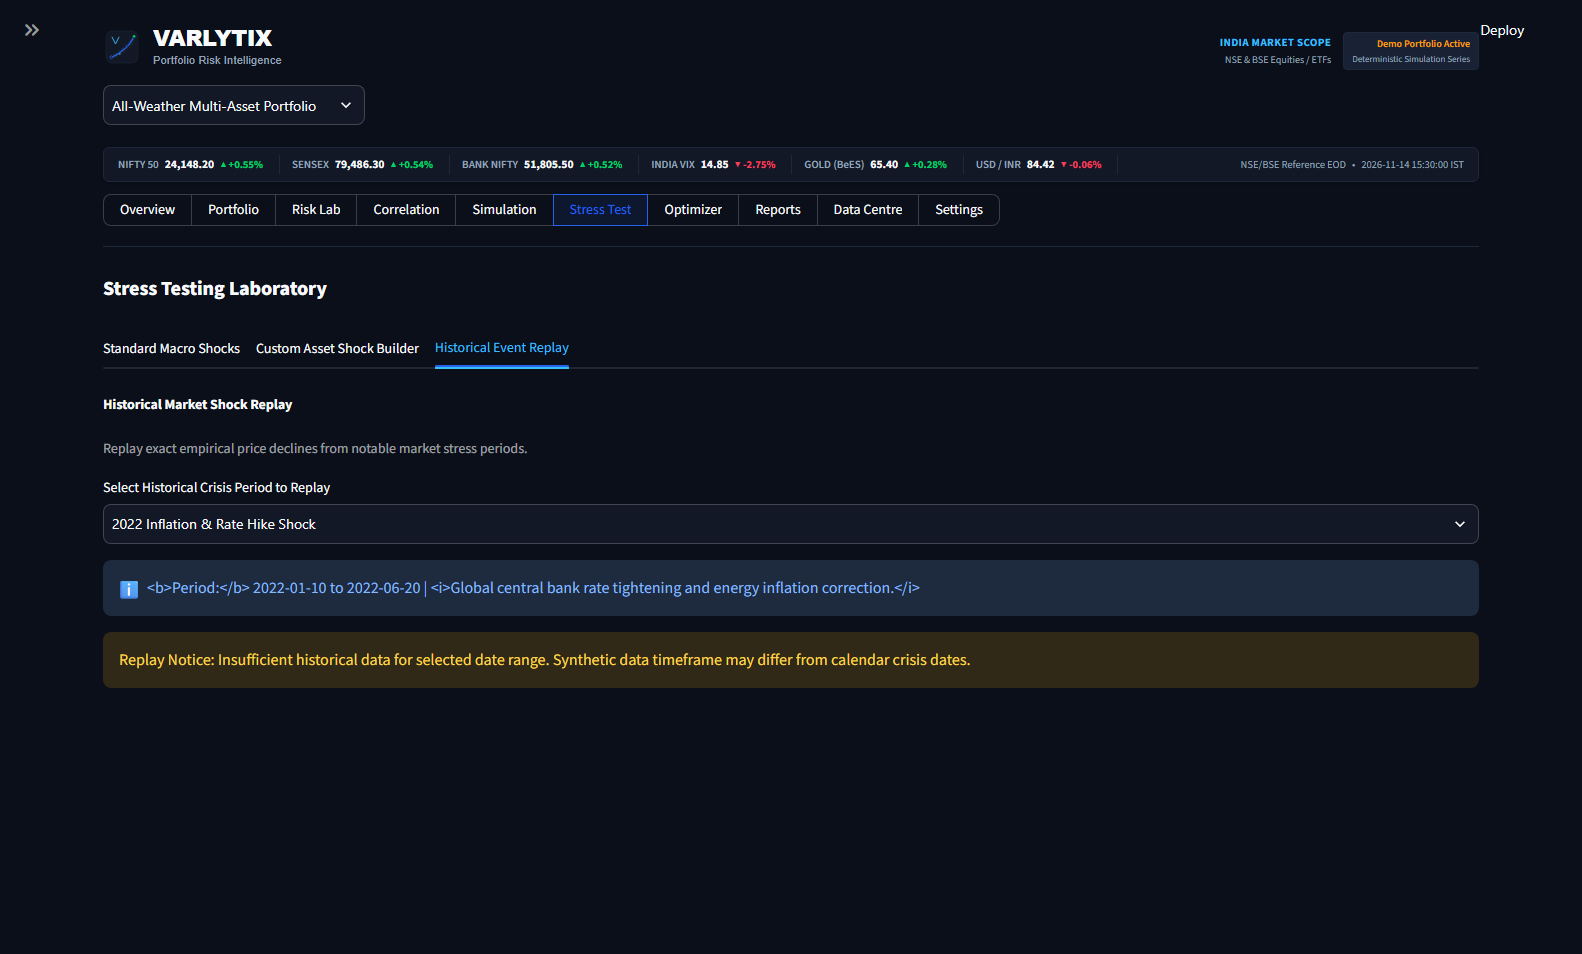 Deploy
VARLYTIX
Portfolio Risk Intelligence
INDIA MARKET SCOPE
NSE & BSE Equities / ETFs
Demo Portfolio Active
Deterministic Simulation Series
All-Weather Multi-Asset Portfolio
NIFTY 50 24,148.20 ▲ +0.55% SENSEX 79,486.30 ▲ +0.54% BANK NIFTY 51,805.50 ▲ +0.52% INDIA VIX 14.85 ▼ -2.75% GOLD (BeES) 65.40 ▲ +0.28% USD / INR 84.42 ▼ -0.06% NSE/BSE Reference EOD • 2026-11-14 15:30:00 IST
Overview Portfolio Risk Lab Correlation Simulation Stress Test Optimizer Reports Data Centre Settings
Stress Testing Laboratory
Standard Macro Shocks Custom Asset Shock Builder Historical Event Replay
Historical Market Shock Replay
Replay exact empirical price declines from notable market stress periods.
Select Historical Crisis Period to Replay
2022 Inflation & Rate Hike Shock
<b>Period:</b> 2022-01-10 to 2022-06-20 | <i>Global central bank rate tightening and energy inflation correction.</i>
Replay Notice: Insufficient historical data for selected date range. Synthetic data timeframe may differ from calendar crisis dates.